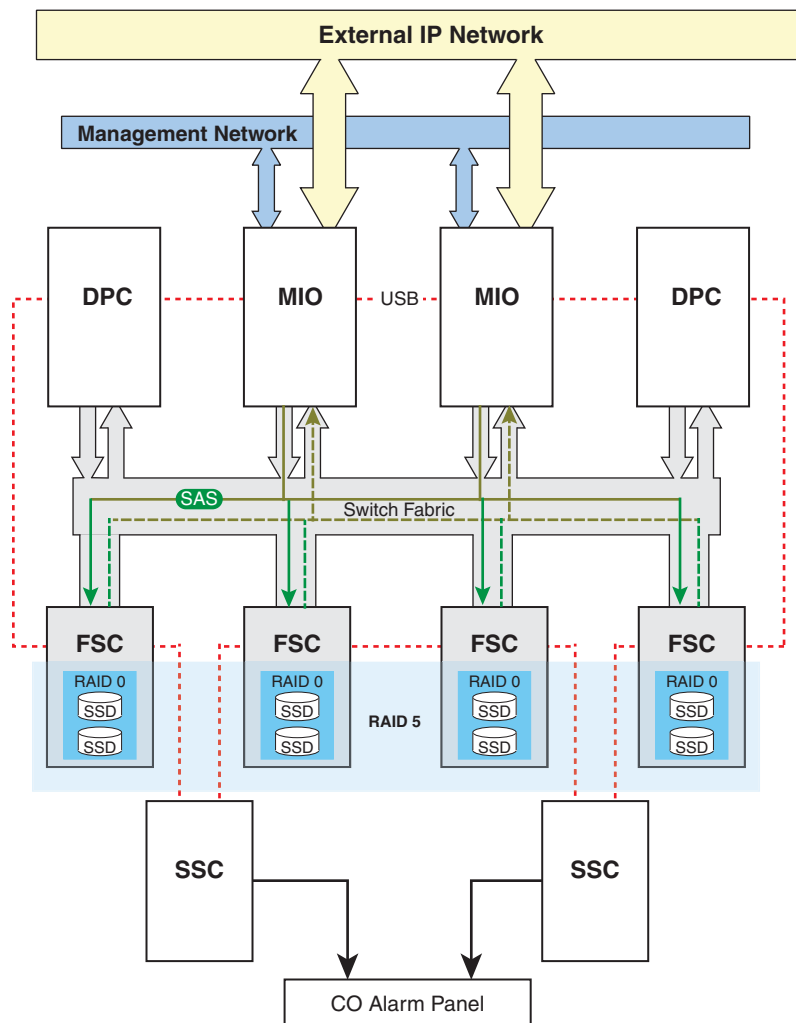 External IP Network
Management Network
DPC
MIO
USB
MIO
DPC
SAS
Switch Fabric
FSC
FSC
FSC
FSC
RAID 0
RAID 0
RAID 0
RAID 0
SSD
SSD
SSD
SSD
RAID 5
SSD
SSD
SSD
SSD
SSC
SSC
CO Alarm Panel